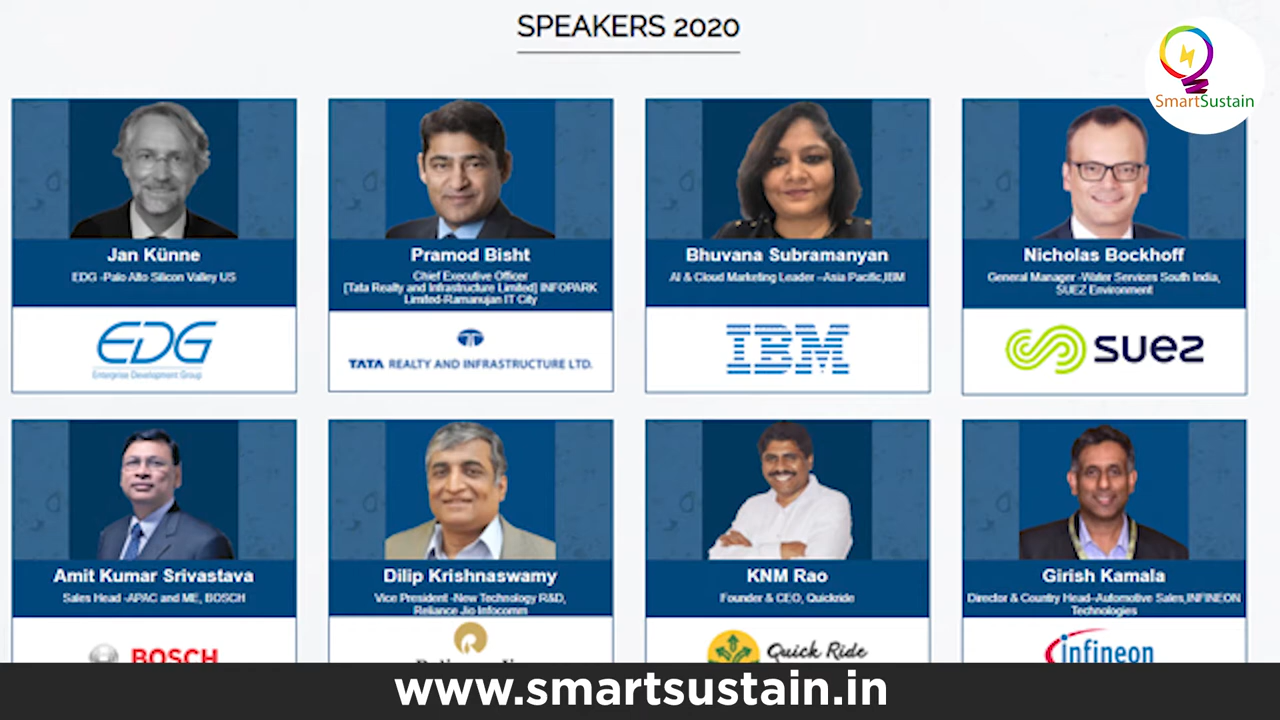 SPEAKERS 2020
SmartSustain
Jan Künne
EDG -Palo Alto Silicon Valley US
EDG
Enterprise Development Group
Pramod Bisht
Chief Executive Officer
[Tata Realty and Infrastructure Limited] INFOPARK
Limited-Ramanujan IT City
TATA REALTY AND INFRASTRUCTURE LTD.
Bhuvana Subramanyan
AI & Cloud Marketing Leader –Asia Pacific,IBM
IBM
Nicholas Bockhoff
General Manager -Water Services South India,
SUEZ Environment
suez
Amit Kumar Srivastava
Sales Head -APAC and ME, BOSCH
BOSCH
Dilip Krishnaswamy
Vice President -New Technology R&D,
Reliance Jio Infocomm
KNM Rao
Founder & CEO, Quickride
Quick Ride
Girish Kamala
Director & Country Head–Automotive Sales,INFINEON
Technologies
infineon
www.smartsustain.in